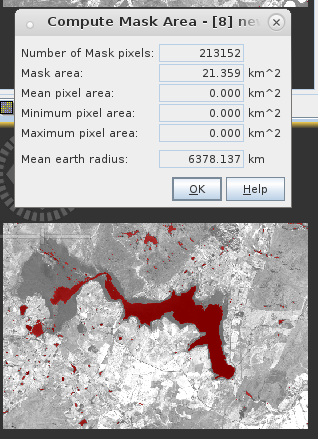 Compute Mask Area - [8] ne
Number of Mask pixels: 213152
Mask area: 21.359 km^2
Mean pixel area: 0.000 km^2
Minimum pixel area: 0.000 km^2
Maximum pixel area: 0.000 km^2
Mean earth radius: 6378.137 km
OK Help